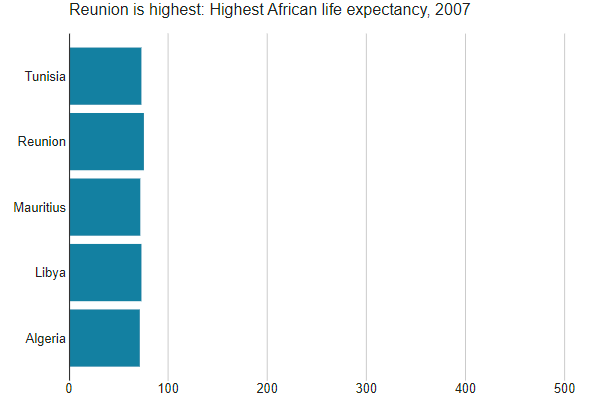 Reunion is highest: Highest African life expectancy, 2007
Tunisia
Reunion
Mauritius
Libya
Algeria
0 100 200 300 400 500